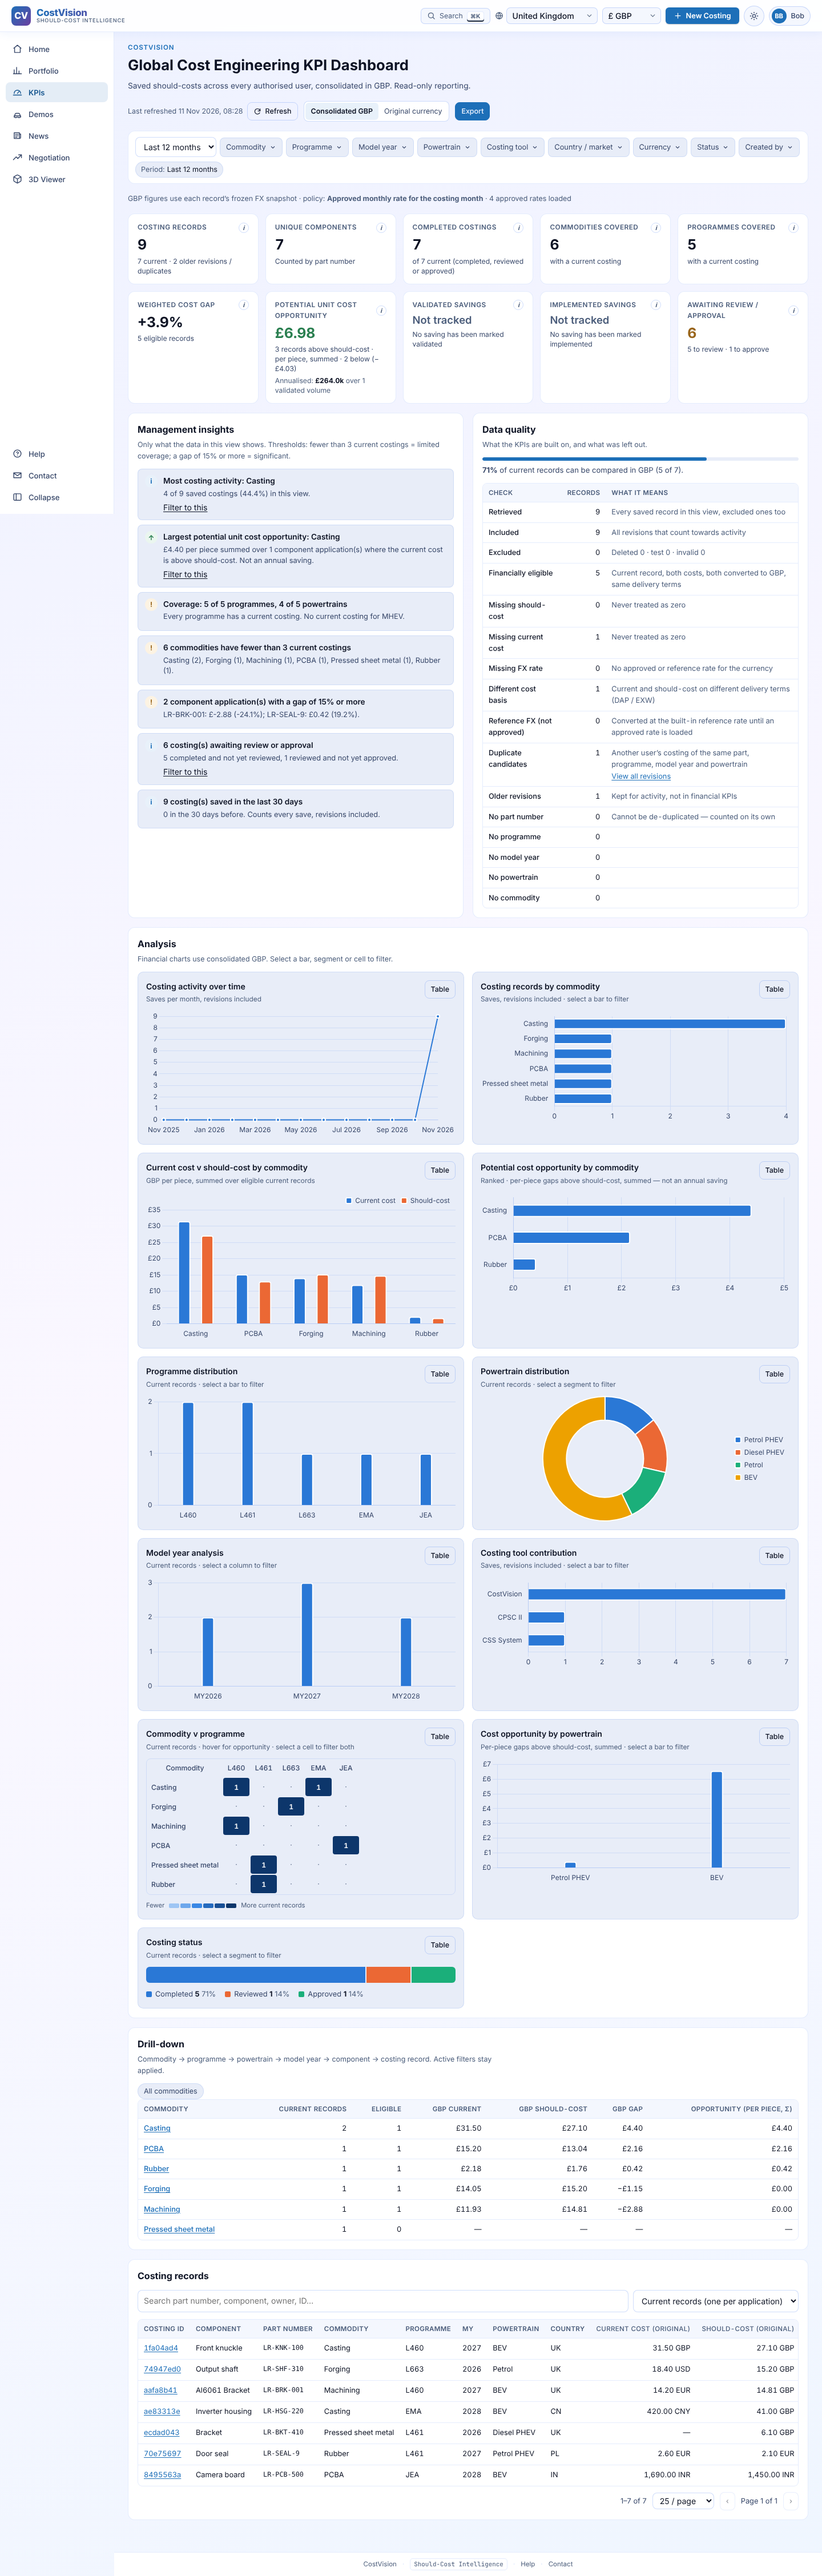 CV
CostVision
SHOULD-COST INTELLIGENCE
Search ⌘K
United Kingdom
£ GBP
+ New Costing
BB Bob
Home
Portfolio
KPIs
Demos
News
Negotiation
3D Viewer
Help
Contact
Collapse
COSTVISION
Global Cost Engineering KPI Dashboard
Saved should-costs across every authorised user, consolidated in GBP. Read-only reporting.
Last refreshed 11 Nov 2026, 08:28 Refresh Consolidated GBP Original currency Export
Last 12 months Commodity Programme Model year Powertrain Costing tool Country / market Currency Status Created by
Period: Last 12 months
GBP figures use each record's frozen FX snapshot · policy: Approved monthly rate for the costing month · 4 approved rates loaded
COSTING RECORDS i
9
7 current · 2 older revisions /
duplicates
UNIQUE COMPONENTS i
7
Counted by part number
COMPLETED COSTINGS i
7
of 7 current (completed, reviewed
or approved)
COMMODITIES COVERED i
6
with a current costing
PROGRAMMES COVERED i
5
with a current costing
WEIGHTED COST GAP i
+3.9%
5 eligible records
POTENTIAL UNIT COST
OPPORTUNITY i
£6.98
3 records above should-cost ·
per piece, summed · 2 below (−
£4.03)
Annualised: £264.0k over 1
validated volume
VALIDATED SAVINGS i
Not tracked
No saving has been marked
validated
IMPLEMENTED SAVINGS i
Not tracked
No saving has been marked
implemented
AWAITING REVIEW /
APPROVAL i
6
5 to review · 1 to approve
Management insights
Only what the data in this view shows. Thresholds: fewer than 3 current costings = limited
coverage; a gap of 15% or more = significant.
i Most costing activity: Casting
4 of 9 saved costings (44.4%) in this view.
Filter to this
↑ Largest potential unit cost opportunity: Casting
£4.40 per piece summed over 1 component application(s) where the current cost
is above should-cost. Not an annual saving.
Filter to this
! Coverage: 5 of 5 programmes, 4 of 5 powertrains
Every programme has a current costing. No current costing for MHEV.
! 6 commodities have fewer than 3 current costings
Casting (2), Forging (1), Machining (1), PCBA (1), Pressed sheet metal (1), Rubber
(1).
! 2 component application(s) with a gap of 15% or more
LR-BRK-001: £-2.88 (-24.1%); LR-SEAL-9: £0.42 (19.2%).
i 6 costing(s) awaiting review or approval
5 completed and not yet reviewed, 1 reviewed and not yet approved.
Filter to this
i 9 costing(s) saved in the last 30 days
0 in the 30 days before. Counts every save, revisions included.
Data quality
What the KPIs are built on, and what was left out.
71% of current records can be compared in GBP (5 of 7).
CHECK RECORDS WHAT IT MEANS
Retrieved 9 Every saved record in this view, excluded ones too
Included 9 All revisions that count towards activity
Excluded 0 Deleted 0 · test 0 · invalid 0
Financially eligible 5 Current record, both costs, both converted to GBP,
same delivery terms
Missing should-
cost 0 Never treated as zero
Missing current
cost 1 Never treated as zero
Missing FX rate 0 No approved or reference rate for the currency
Different cost
basis 1 Current and should-cost on different delivery terms
(DAP / EXW)
Reference FX (not
approved) 0 Converted at the built-in reference rate until an
approved rate is loaded
Duplicate
candidates 1 Another user's costing of the same part,
programme, model year and powertrain
View all revisions
Older revisions 1 Kept for activity, not in financial KPIs
No part number 0 Cannot be de-duplicated — counted on its own
No programme 0
No model year 0
No powertrain 0
No commodity 0
Analysis
Financial charts use consolidated GBP. Select a bar, segment or cell to filter.
Costing activity over time Table
Saves per month, revisions included
9
8
7
6
5
4
3
2
1
0
Nov 2025 Jan 2026 Mar 2026 May 2026 Jul 2026 Sep 2026 Nov 2026
Costing records by commodity Table
Saves, revisions included · select a bar to filter
Casting
Forging
Machining
PCBA
Pressed sheet metal
Rubber
0 1 2 3 4
Current cost v should-cost by commodity Table
GBP per piece, summed over eligible current records
Current cost Should-cost
£35
£30
£25
£20
£15
£10
£5
£0
Casting PCBA Forging Machining Rubber
Potential cost opportunity by commodity Table
Ranked · per-piece gaps above should-cost, summed — not an annual saving
Casting
PCBA
Rubber
£0 £1 £2 £3 £4 £5
Programme distribution Table
Current records · select a bar to filter
2
1
0
L460 L461 L663 EMA JEA
Powertrain distribution Table
Current records · select a segment to filter
Petrol PHEV
Diesel PHEV
Petrol
BEV
Model year analysis Table
Current records · select a column to filter
3
2
1
0
MY2026 MY2027 MY2028
Costing tool contribution Table
Saves, revisions included · select a bar to filter
CostVision
CPSC II
CSS System
0 1 2 3 4 5 6 7
Commodity v programme Table
Current records · hover for opportunity · select a cell to filter both
Commodity L460 L461 L663 EMA JEA
Casting 1 · · 1 ·
Forging · · 1 · ·
Machining 1 · · · ·
PCBA · · · · 1
Pressed sheet metal · 1 · · ·
Rubber · 1 · · ·
Fewer More current records
Cost opportunity by powertrain Table
Per-piece gaps above should-cost, summed · select a bar to filter
£7
£6
£5
£4
£3
£2
£1
£0
Petrol PHEV BEV
Costing status Table
Current records · select a segment to filter
Completed 5 71% Reviewed 1 14% Approved 1 14%
Drill-down
Commodity → programme → powertrain → model year → component → costing record. Active filters stay
applied.
All commodities
COMMODITY CURRENT RECORDS ELIGIBLE GBP CURRENT GBP SHOULD-COST GBP GAP OPPORTUNITY (PER PIECE, Σ)
Casting 2 1 £31.50 £27.10 £4.40 £4.40
PCBA 1 1 £15.20 £13.04 £2.16 £2.16
Rubber 1 1 £2.18 £1.76 £0.42 £0.42
Forging 1 1 £14.05 £15.20 −£1.15 £0.00
Machining 1 1 £11.93 £14.81 −£2.88 £0.00
Pressed sheet metal 1 0 — — — —
Costing records
Search part number, component, owner, ID...
Current records (one per application)
COSTING ID COMPONENT PART NUMBER COMMODITY PROGRAMME MY POWERTRAIN COUNTRY CURRENT COST (ORIGINAL) SHOULD-COST (ORIGINAL)
1fa04ad4 Front knuckle LR-KNK-100 Casting L460 2027 BEV UK 31.50 GBP 27.10 GBP
74947ed0 Output shaft LR-SHF-310 Forging L663 2026 Petrol UK 18.40 USD 15.20 GBP
aafa8b41 Al6061 Bracket LR-BRK-001 Machining L460 2027 BEV UK 14.20 EUR 14.81 GBP
ae83313e Inverter housing LR-HSG-220 Casting EMA 2028 BEV CN 420.00 CNY 41.00 GBP
ecdad043 Bracket LR-BKT-410 Pressed sheet metal L461 2026 Diesel PHEV UK — 6.10 GBP
70e75697 Door seal LR-SEAL-9 Rubber L461 2027 Petrol PHEV PL 2.60 EUR 2.10 EUR
8495563a Camera board LR-PCB-500 PCBA JEA 2028 BEV IN 1,690.00 INR 1,450.00 INR
1–7 of 7 25 / page ‹ Page 1 of 1 ›
CostVision Should-Cost Intelligence Help Contact